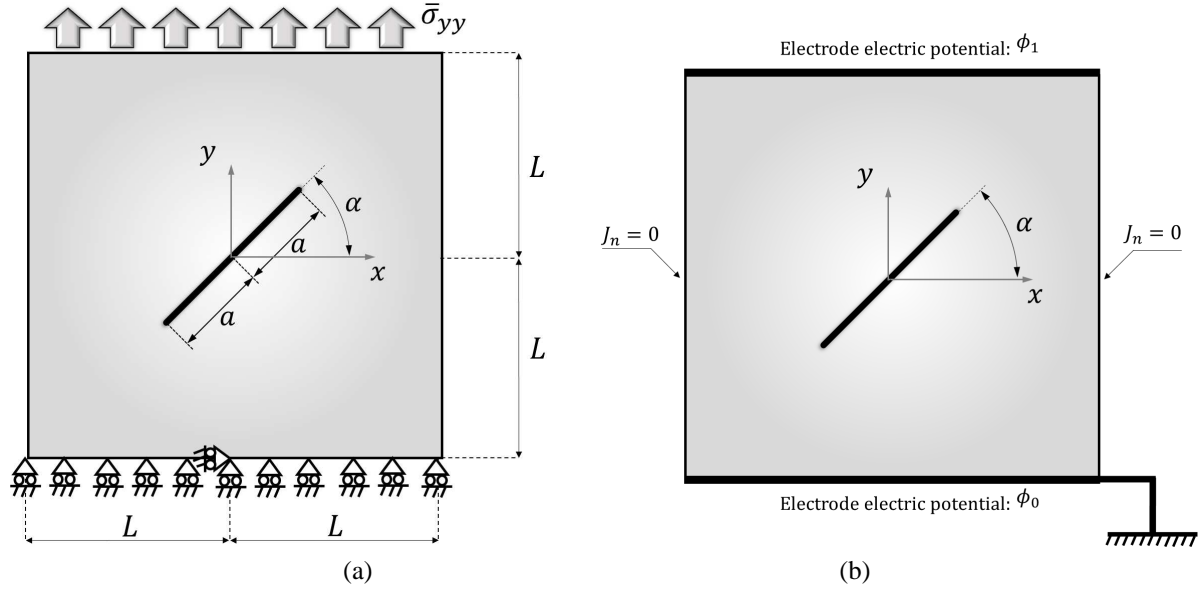 σ̄yy
y
L
α
a
x
a
L
L
L
(a)
Electrode electric potential: ϕ1
y
α
Jn = 0
Jn = 0
x
Electrode electric potential: ϕ0
(b)